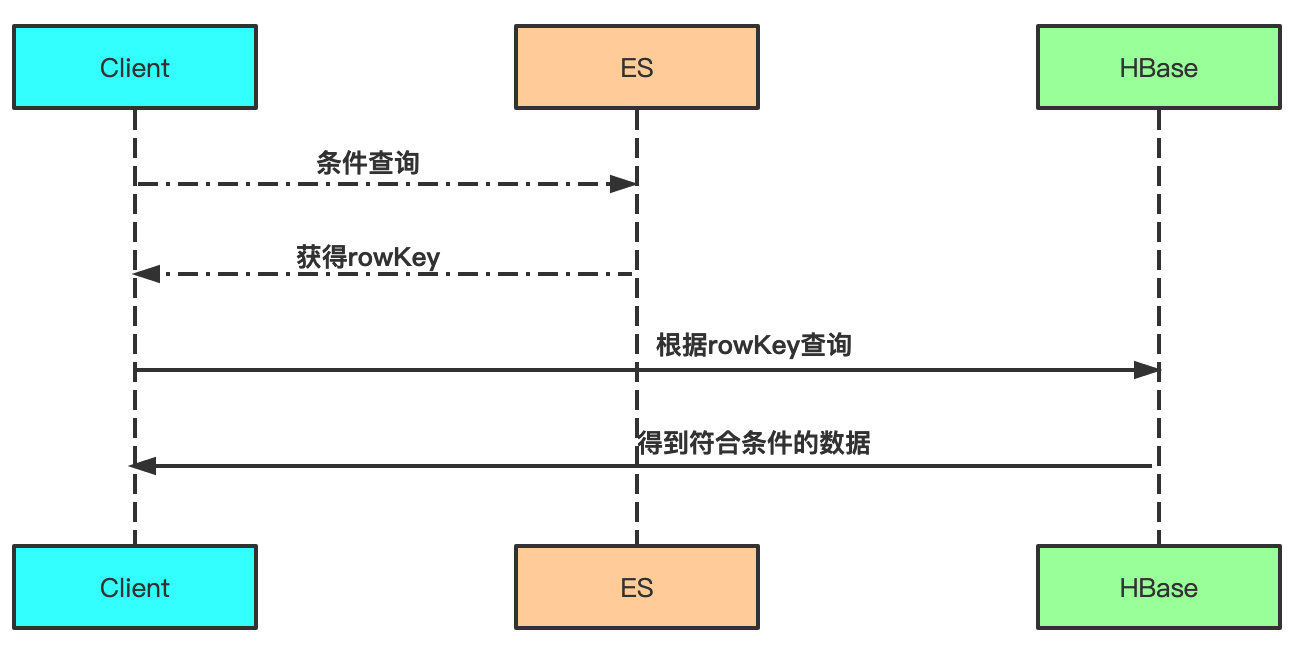 Client
ES
HBase
条件查询
获得rowKey
根据rowKey查询
得到符合条件的数据
Client
ES
HBase